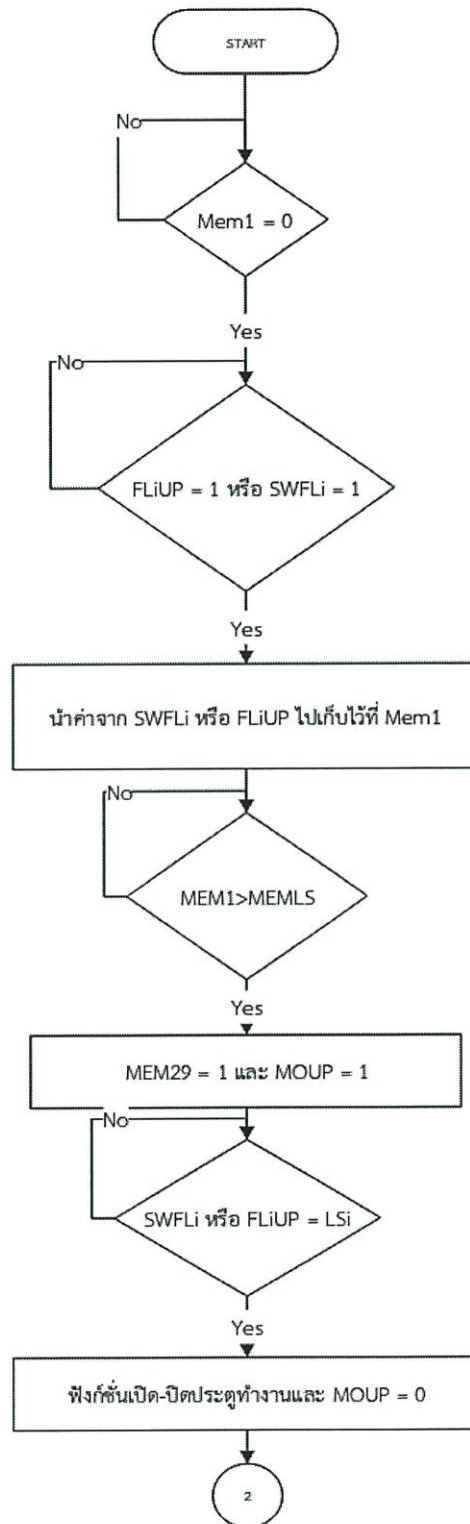 START
No
Mem1 = 0
Yes
No
FLiUP = 1 หรือ SWFLi = 1
Yes
นำค่าจาก SWFLi หรือ FLiUP ไปเก็บไว้ที่ Mem1
No
MEM1>MEMLS
Yes
MEM29 = 1 และ MOUP = 1
No
SWFLi หรือ FLiUP = LSi
Yes
ฟังก์ชั่นเปิด-ปิดประตูทำงานและ MOUP = 0
2